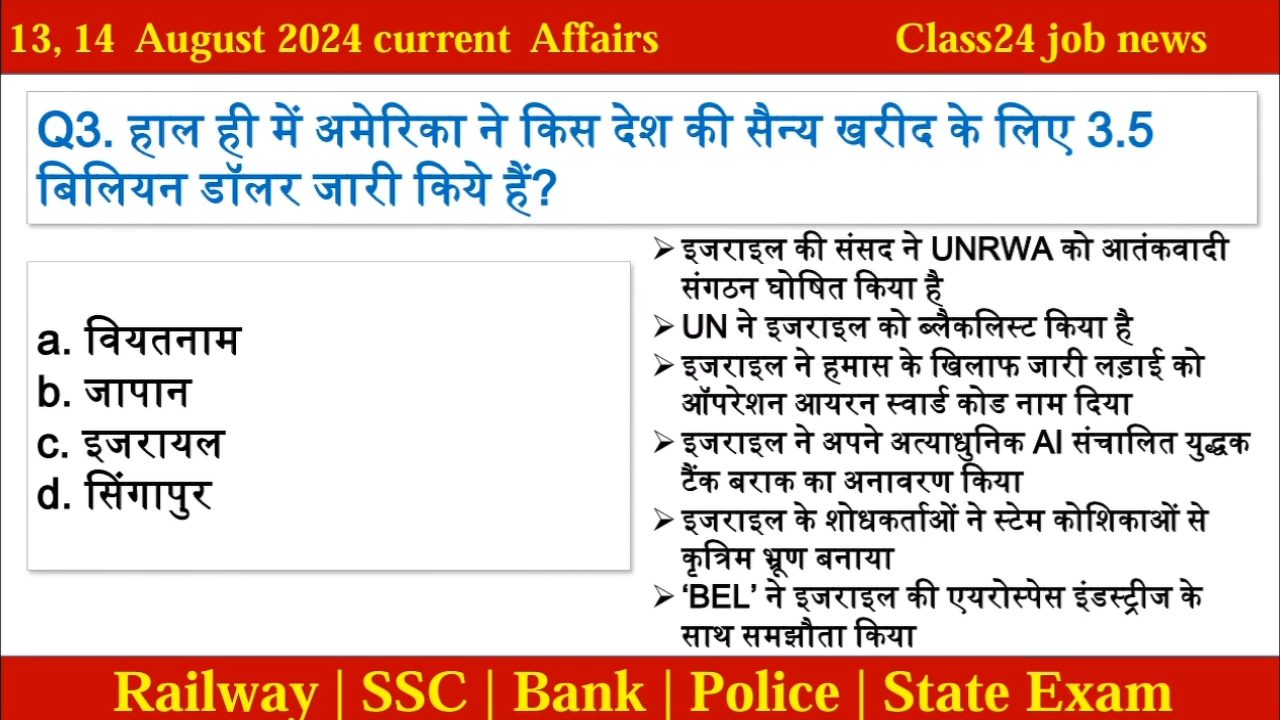 13, 14 August 2024 current Affairs
Class24 job news
Q3. हाल ही में अमेरिका ने किस देश की सैन्य खरीद के लिए 3.5
बिलियन डॉलर जारी किये हैं?
a. वियतनाम
b. जापान
c. इजरायल
d. सिंगापुर
➢ इजराइल की संसद ने UNRWA को आतंकवादी
संगठन घोषित किया है
➢ UN ने इजराइल को ब्लैकलिस्ट किया है
➢ इजराइल ने हमास के खिलाफ जारी लड़ाई को
ऑपरेशन आयरन स्वार्ड कोड नाम दिया
➢ इजराइल ने अपने अत्याधुनिक AI संचालित युद्धक
टैंक बराक का अनावरण किया
➢ इजराइल के शोधकर्ताओं ने स्टेम कोशिकाओं से
कृत्रिम भ्रूण बनाया
➢ ‘BEL’ ने इजराइल की एयरोस्पेस इंडस्ट्रीज के
साथ समझौता किया
Railway | SSC | Bank | Police | State Exam